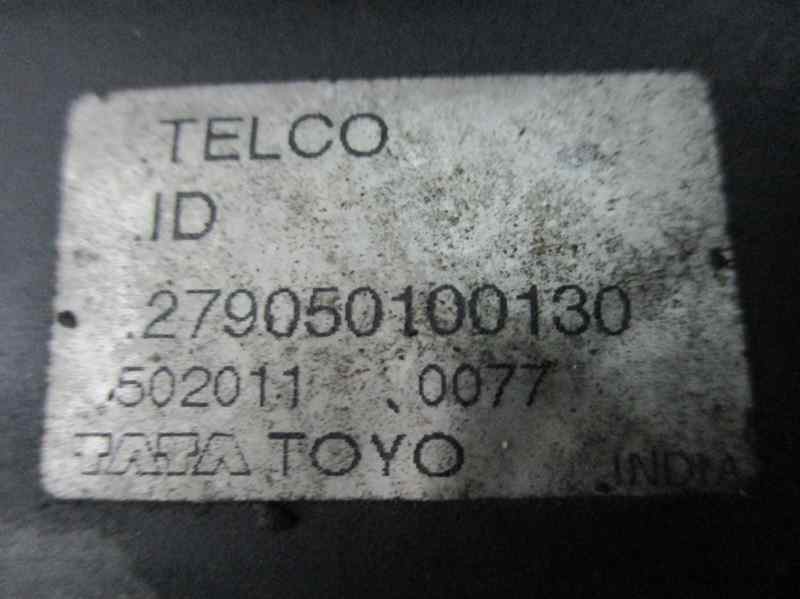 TELCO
ID
279050100130
502011 0077
TATA TOYO INDIA